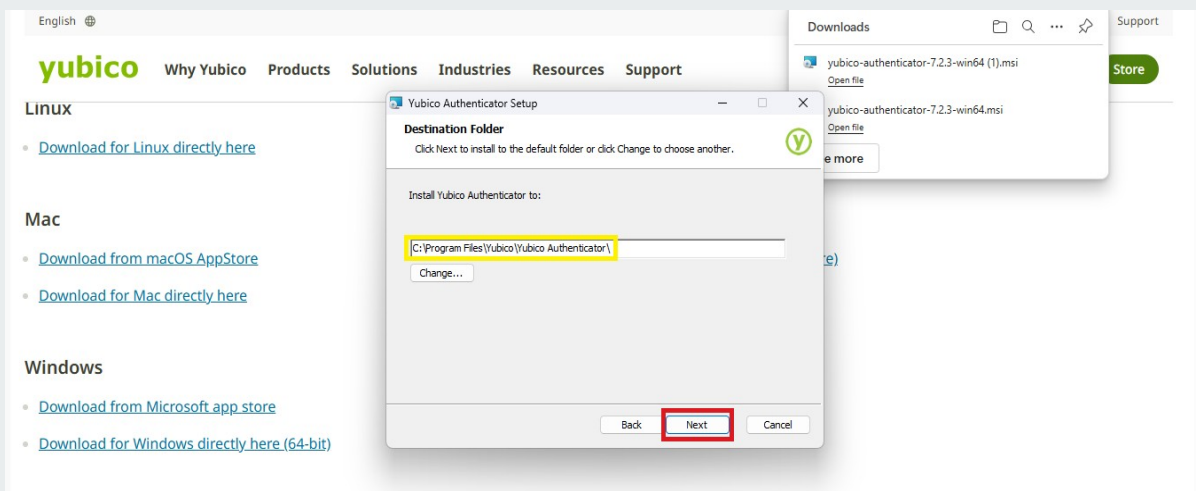 English
Support
yubico
Why Yubico Products Solutions Industries Resources Support
Store
Linux
Download for Linux directly here
Mac
Download from macOS AppStore
Download for Mac directly here
Windows
Download from Microsoft app store
Download for Windows directly here (64-bit)
Downloads
yubico-authenticator-7.2.3-win64 (1).msi
Open file
yubico-authenticator-7.2.3-win64.msi
Open file
e more
e)
Yubico Authenticator Setup
Destination Folder
Click Next to install to the default folder or click Change to choose another.
y
Install Yubico Authenticator to:
C:\Program Files\Yubico\Yubico Authenticator\
Change...
Back Next Cancel